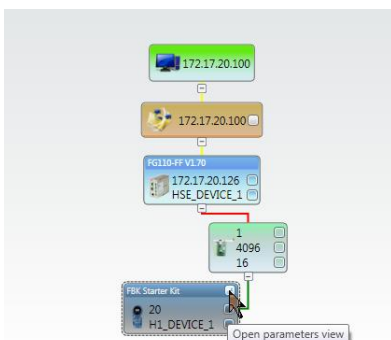 172.17.20.100
172.17.20.100
FG110-FF V1.70
172.17.20.126
HSE_DEVICE_1
1
4096
16
FBK Starter Kit
20
H1_DEVICE_1
Open parameters view